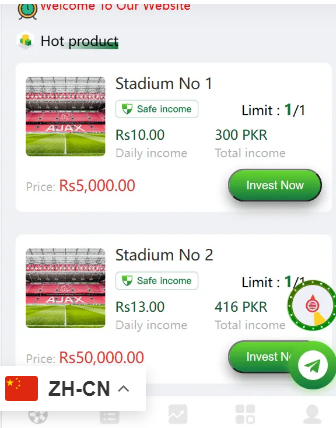 Welcome To Our Website
Hot product
Stadium No 1
Safe income
Limit : 1/1
Rs10.00
300 PKR
Daily income
Total income
Price: Rs5,000.00
Invest Now
AJAX
Stadium No 2
Safe income
Limit : 1
Rs13.00
416 PKR
Daily income
Total income
Price: Rs50,000.00
Invest N
AJAX
ZH-CN